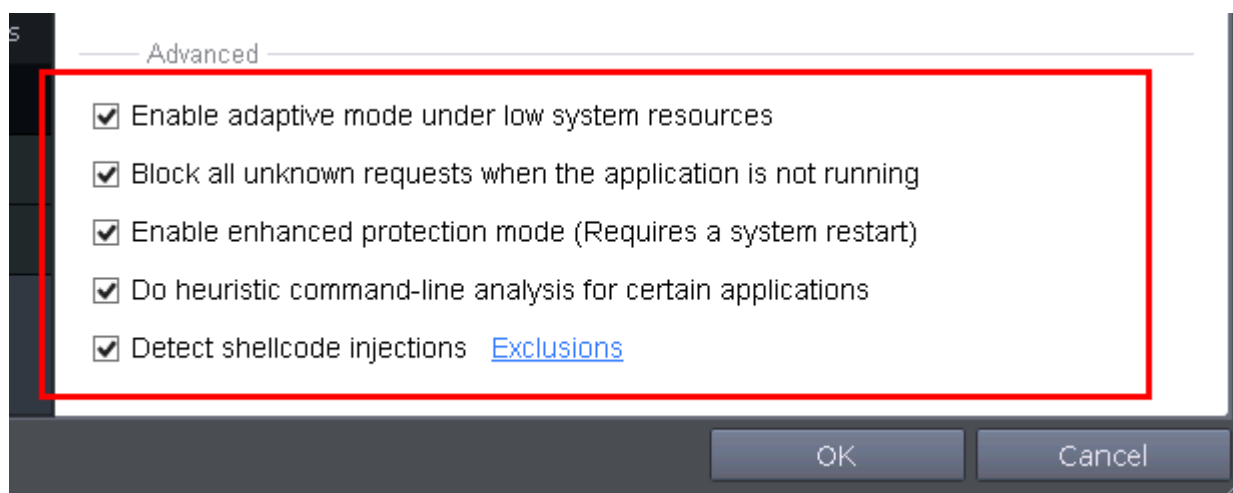 s
Advanced
Enable adaptive mode under low system resources
Block all unknown requests when the application is not running
Enable enhanced protection mode (Requires a system restart)
Do heuristic command-line analysis for certain applications
Detect shellcode injections Exclusions
OK Cancel